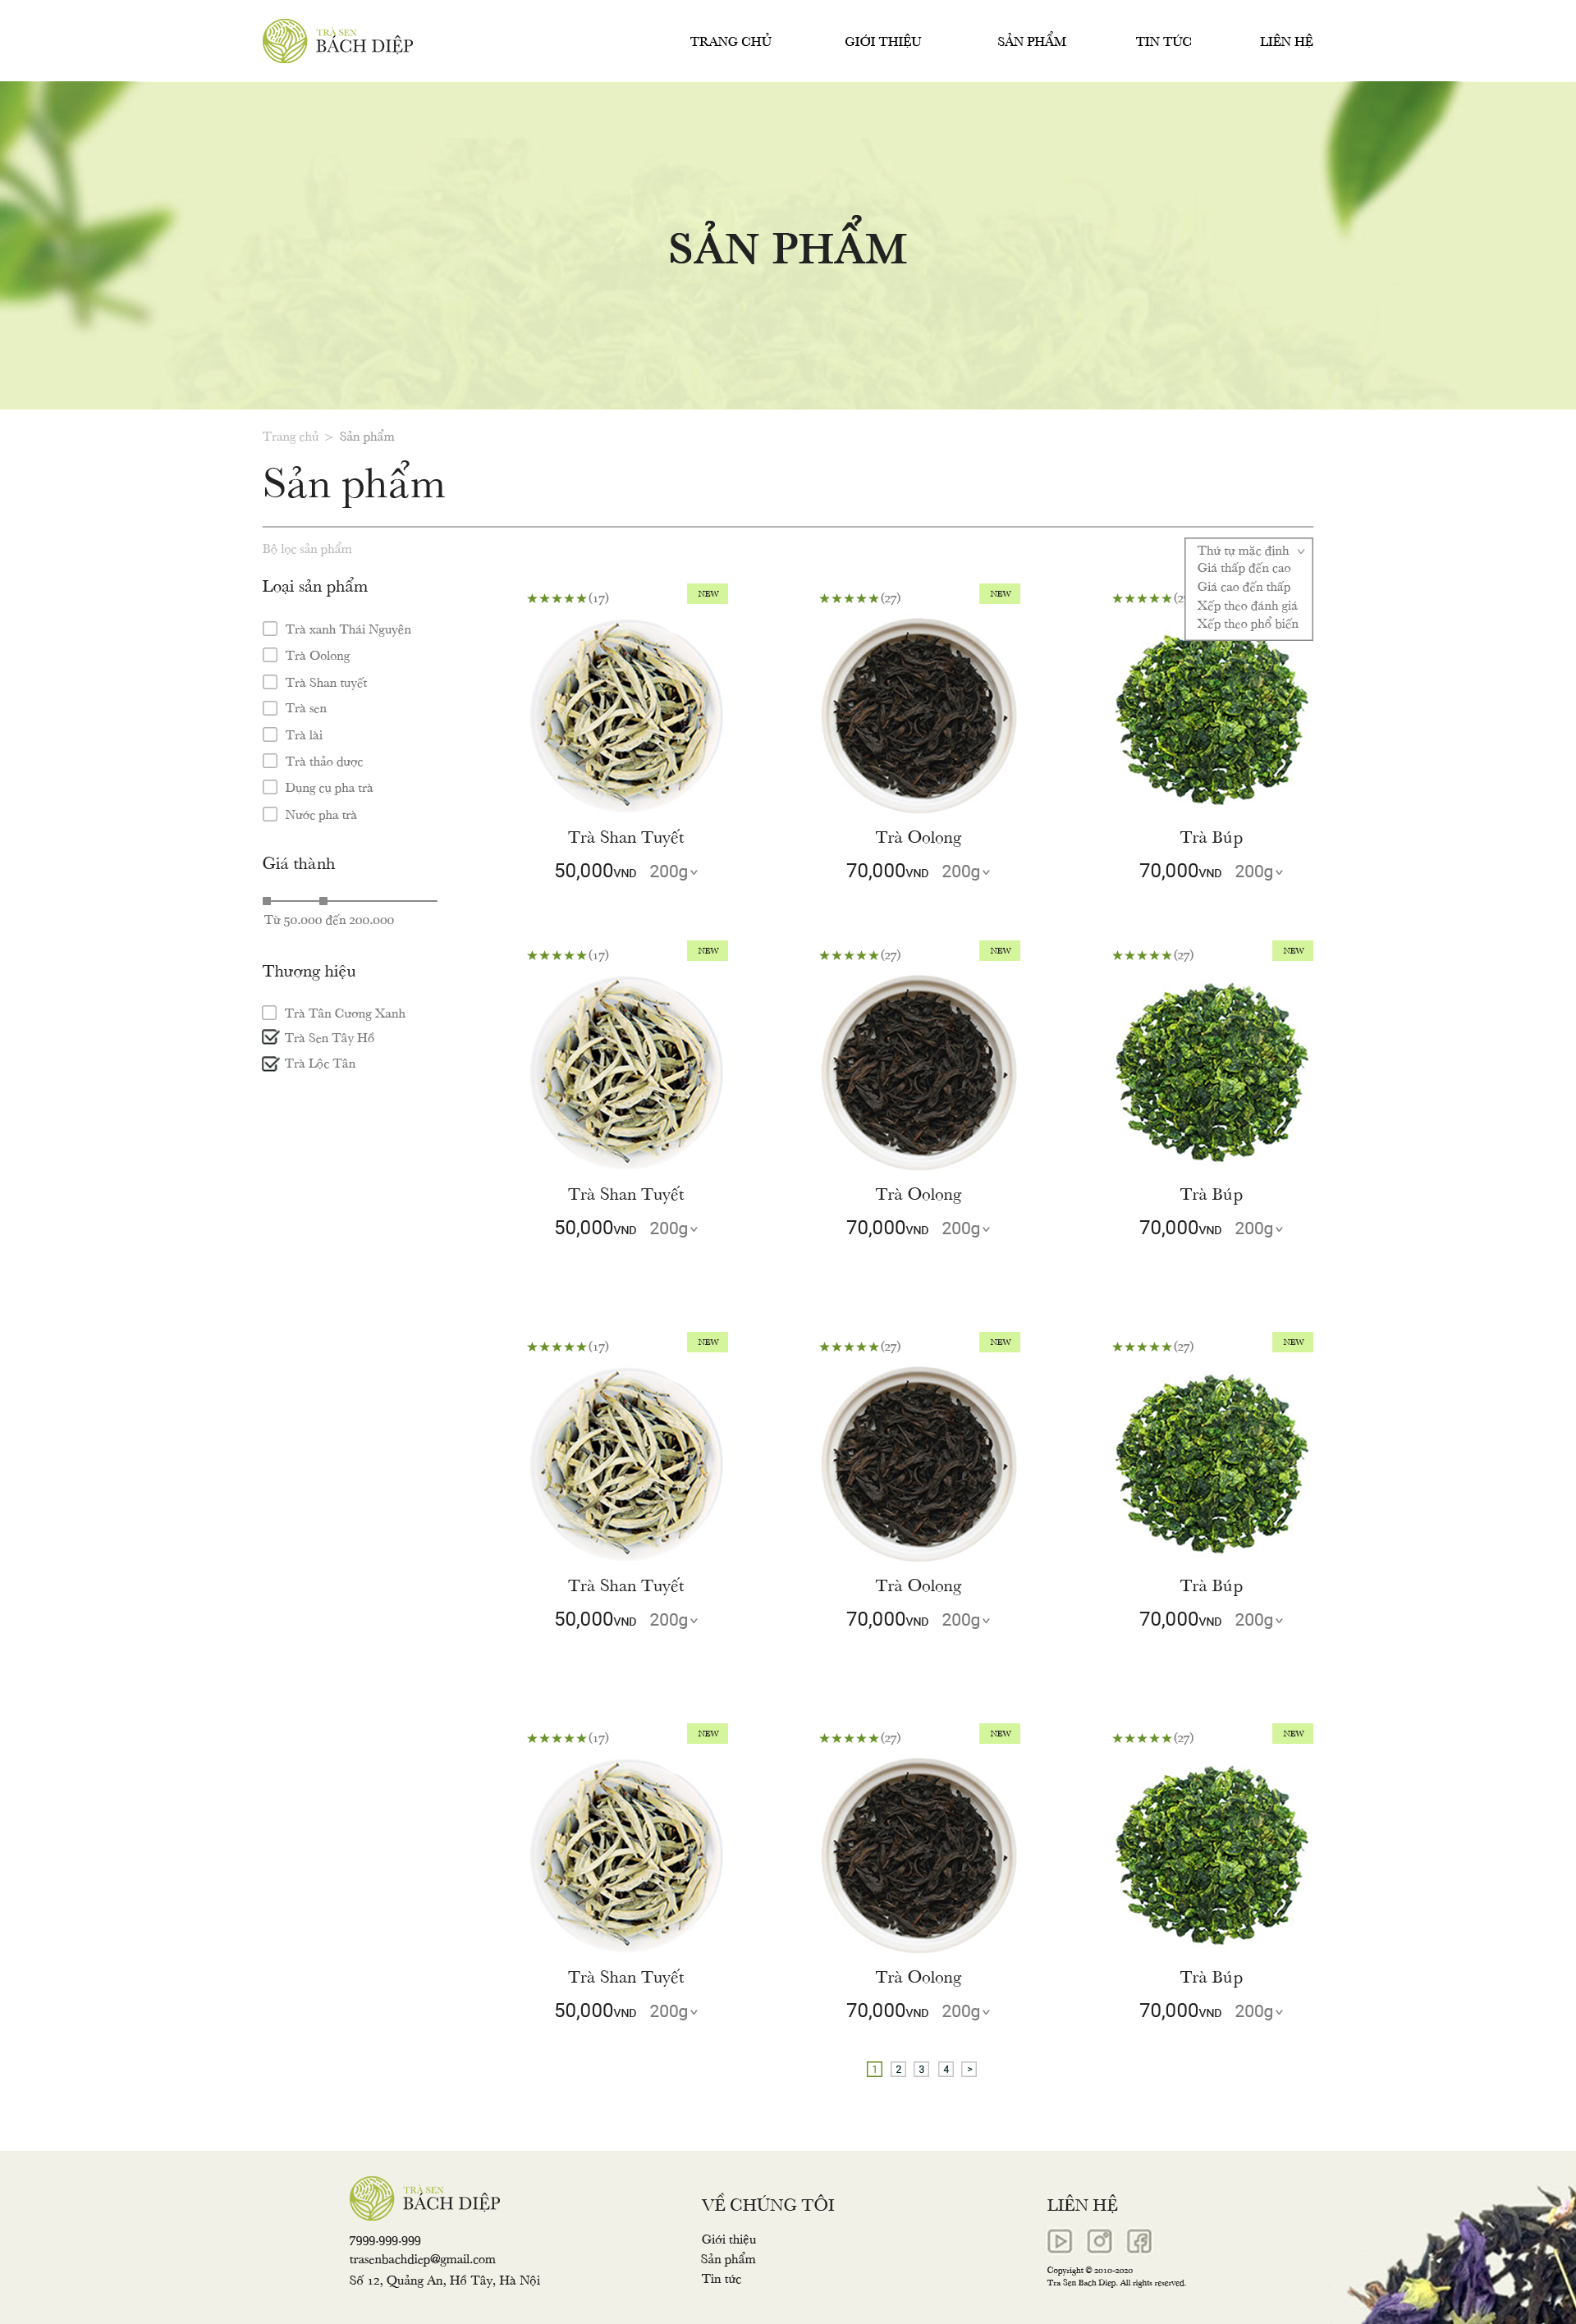 TRÀ SEN
BÁCH DIỆP
TRANG CHỦ GIỚI THIỆU SẢN PHẨM TIN TỨC LIÊN HỆ
SẢN PHẨM
Trang chủ > Sản phẩm
Sản phẩm
Bộ lọc sản phẩm
Loại sản phẩm
Trà xanh Thái Nguyên
Trà Oolong
Trà Shan tuyết
Trà sen
Trà lài
Trà thảo dược
Dụng cụ pha trà
Nước pha trà
Giá thành
Từ 50.000 đến 200.000
Thương hiệu
Trà Tân Cương Xanh
Trà Sen Tây Hồ
Trà Lộc Tân
Thứ tự mặc định
Giá thấp đến cao
Giá cao đến thấp
Xếp theo đánh giá
Xếp theo phổ biến
★★★★★(17) NEW ★★★★★(27) NEW ★★★★★
Trà Shan Tuyết Trà Oolong Trà Búp
50,000VND 200g 70,000VND 200g 70,000VND 200g
★★★★★(17) NEW ★★★★★(27) NEW ★★★★★(27) NEW
Trà Shan Tuyết Trà Oolong Trà Búp
50,000VND 200g 70,000VND 200g 70,000VND 200g
★★★★★(17) NEW ★★★★★(27) NEW ★★★★★(27) NEW
Trà Shan Tuyết Trà Oolong Trà Búp
50,000VND 200g 70,000VND 200g 70,000VND 200g
★★★★★(17) NEW ★★★★★(27) NEW ★★★★★(27) NEW
Trà Shan Tuyết Trà Oolong Trà Búp
50,000VND 200g 70,000VND 200g 70,000VND 200g
1 2 3 4 >
TRÀ SEN
BÁCH DIỆP
7999-999-999
trasenbachdiep@gmail.com
Số 12, Quảng An, Hồ Tây, Hà Nội
VỀ CHÚNG TÔI
Giới thiệu
Sản phẩm
Tin tức
LIÊN HỆ
Copyright © 2010-2020
Tra Sen Bach Diep. All rights reserved.